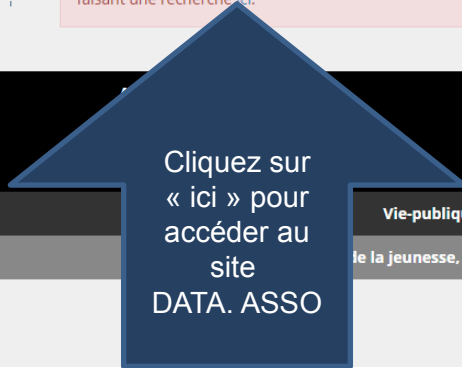 faisant une recherche ici.
Cliquez sur
« ici » pour
accéder au
site
DATA. ASSO
Vie-publiq
de la jeunesse,